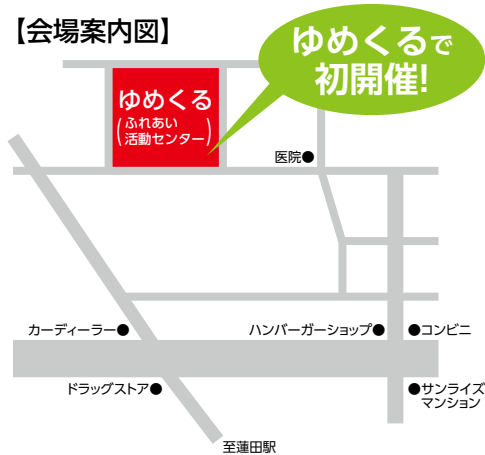 【会場案内図】
ゆめくるで
初開催!
ゆめくる
(ふれあい
活動センター)
医院●
カーディーラー●
ハンバーガーショップ●
●コンビニ
ドラッグストア●
●サンライズ
マンション
至蓮田駅